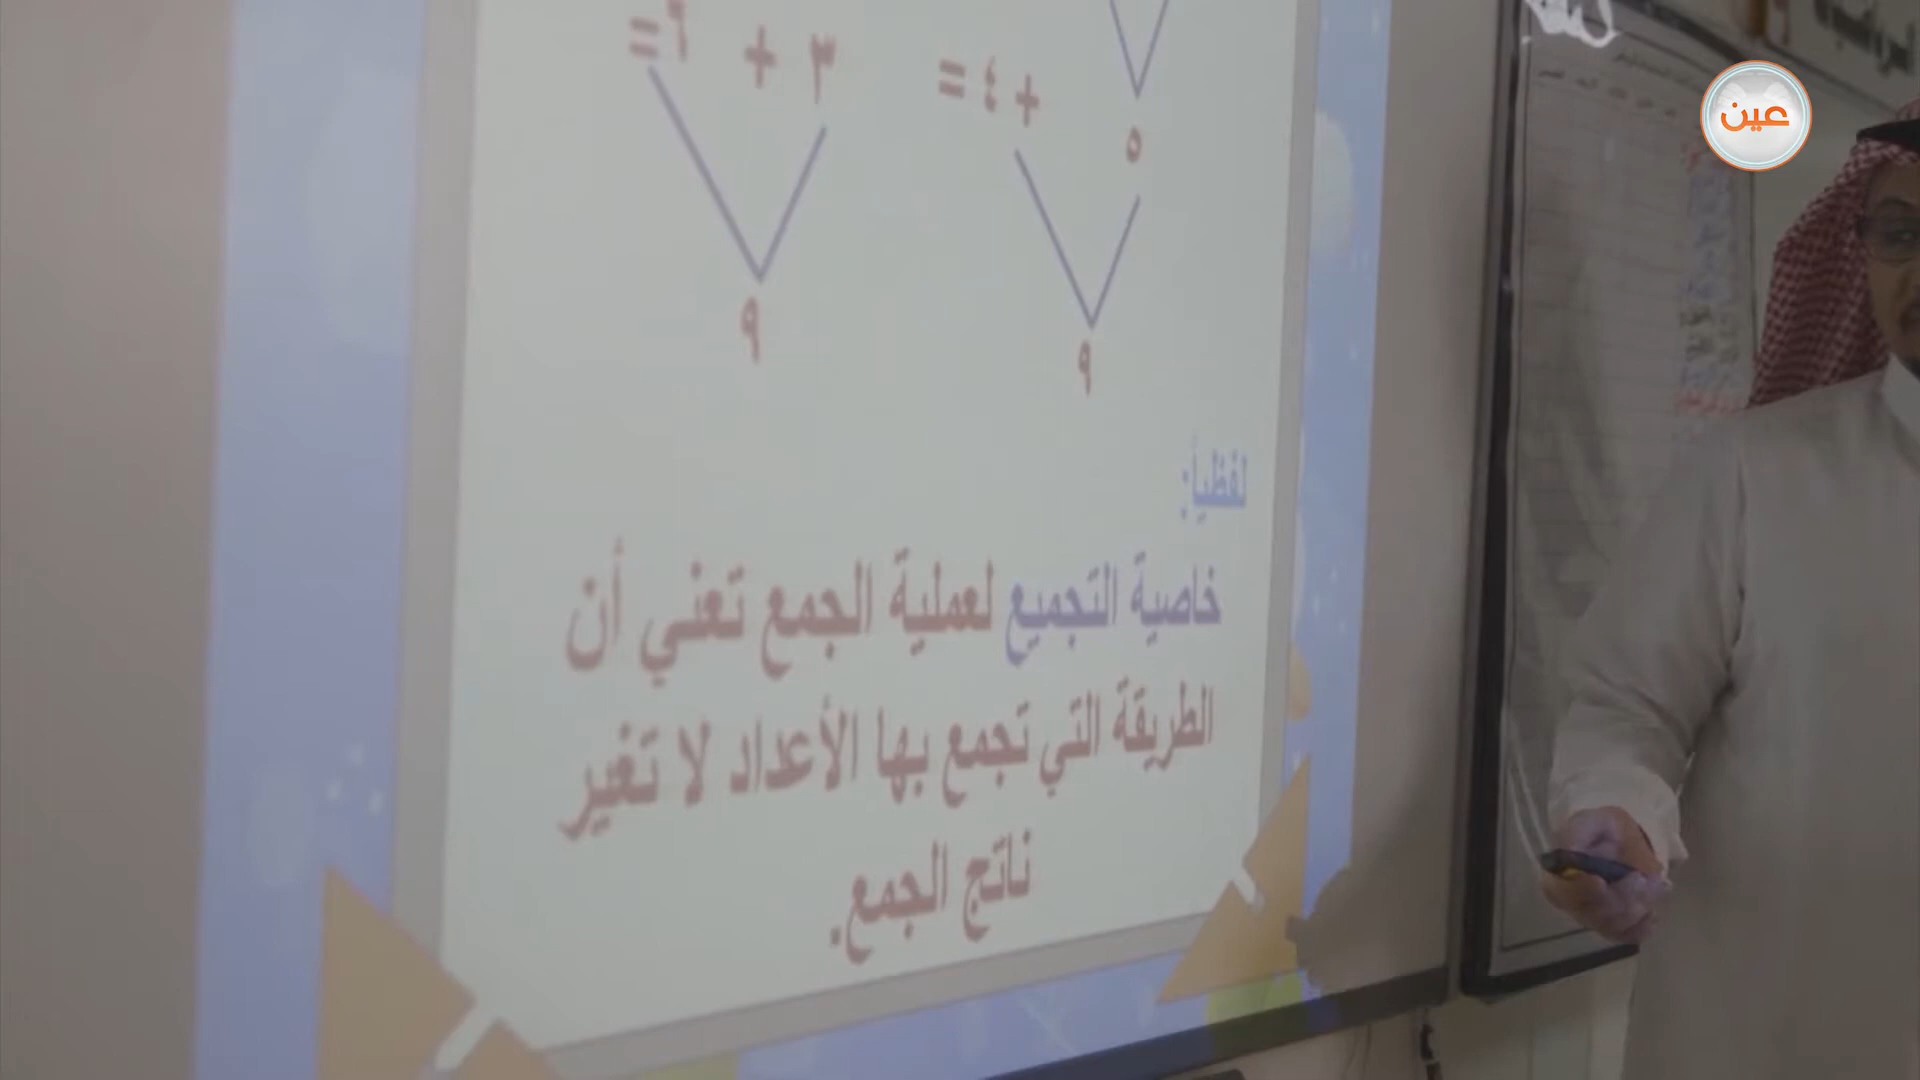 + ٤ =
٣ + ٦ =
٥
٩
٩
لفظياً:
خاصية التجميع لعملية الجمع تعني أن
الطريقة التي تجمع بها الأعداد لا تغير
ناتج الجمع.
عين